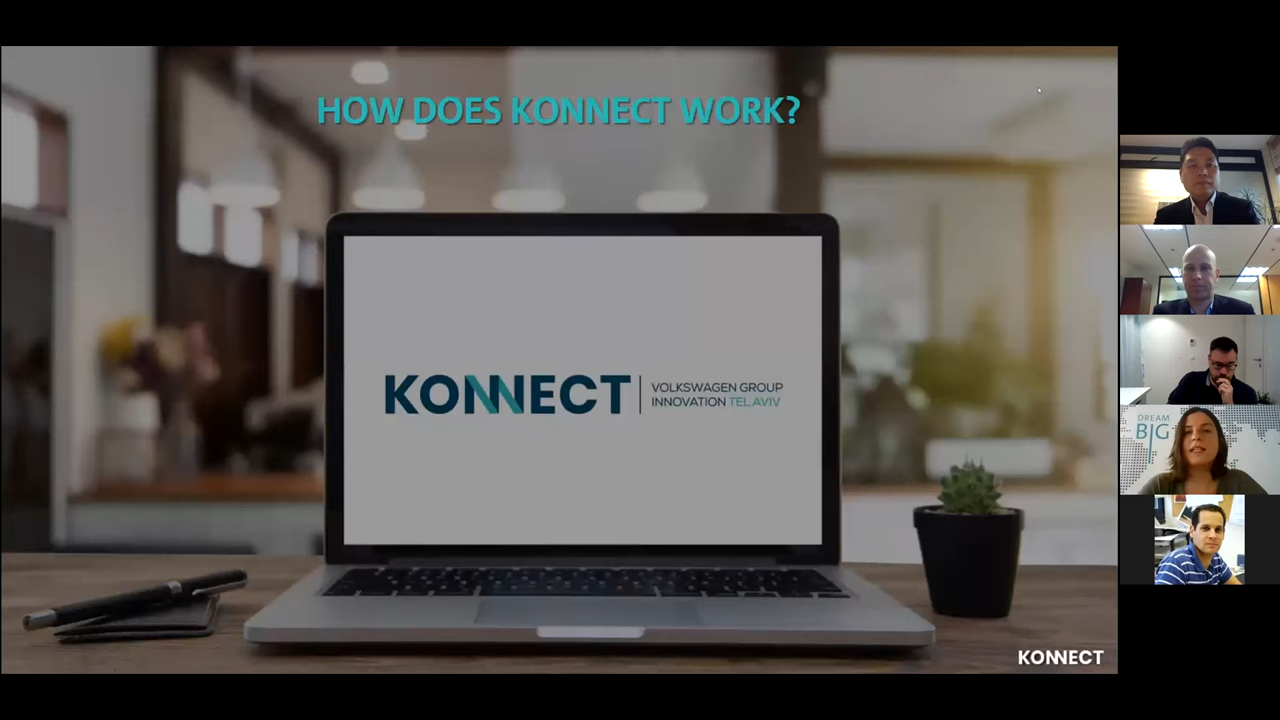 HOW DOES KONNECT WORK?
KONNECT
VOLKSWAGEN GROUP
INNOVATION TEL AVIV
KONNECT
DREAM
BIG